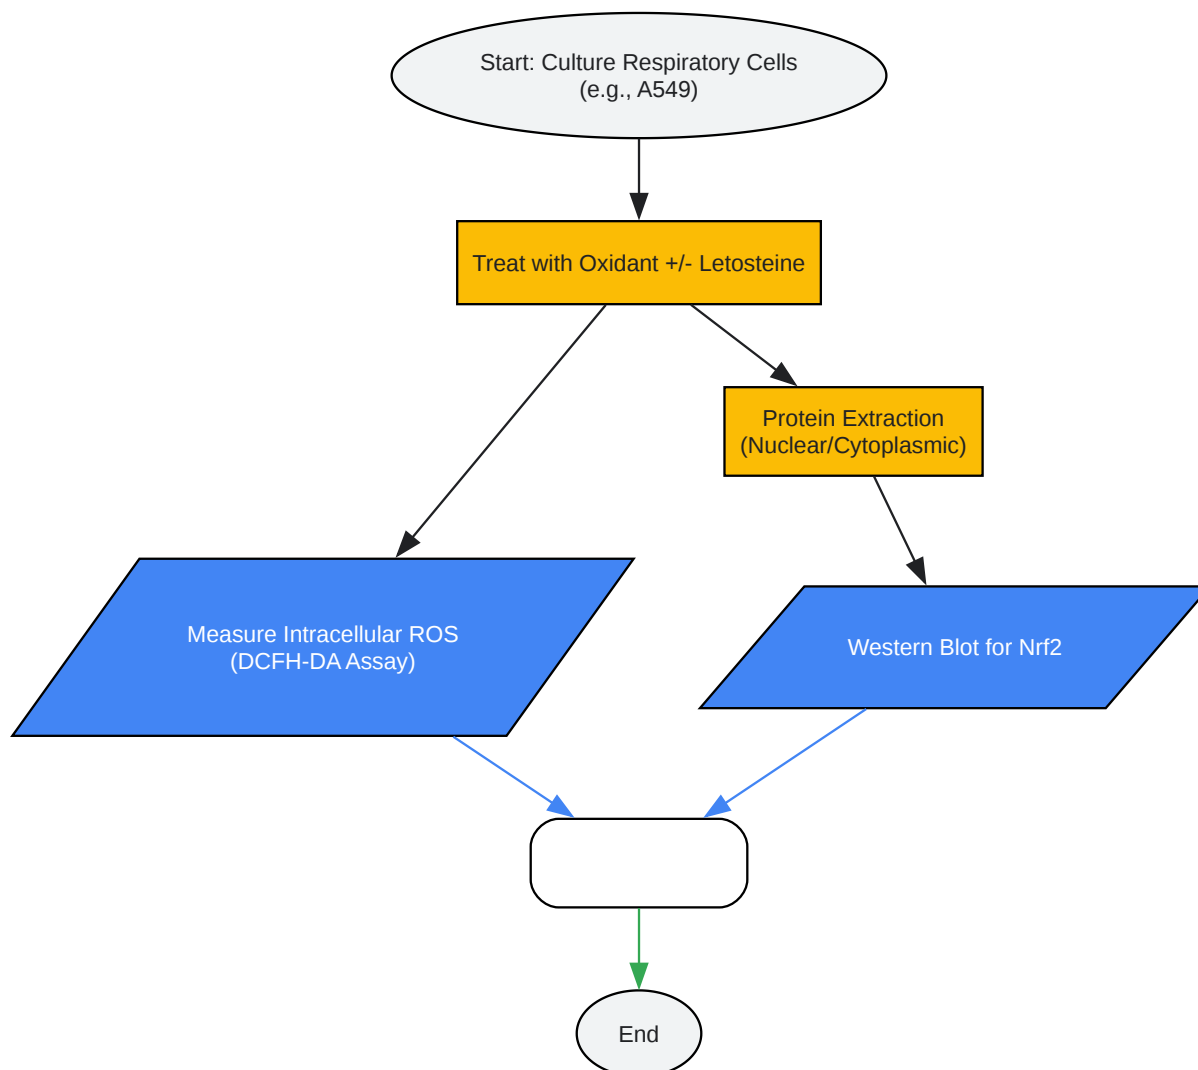 Start: Culture Respiratory Cells
(e.g., A549)
Treat with Oxidant +/- Letosteine
Protein Extraction
(Nuclear/Cytoplasmic)
Measure Intracellular ROS
(DCFH-DA Assay)
Western Blot for Nrf2
End